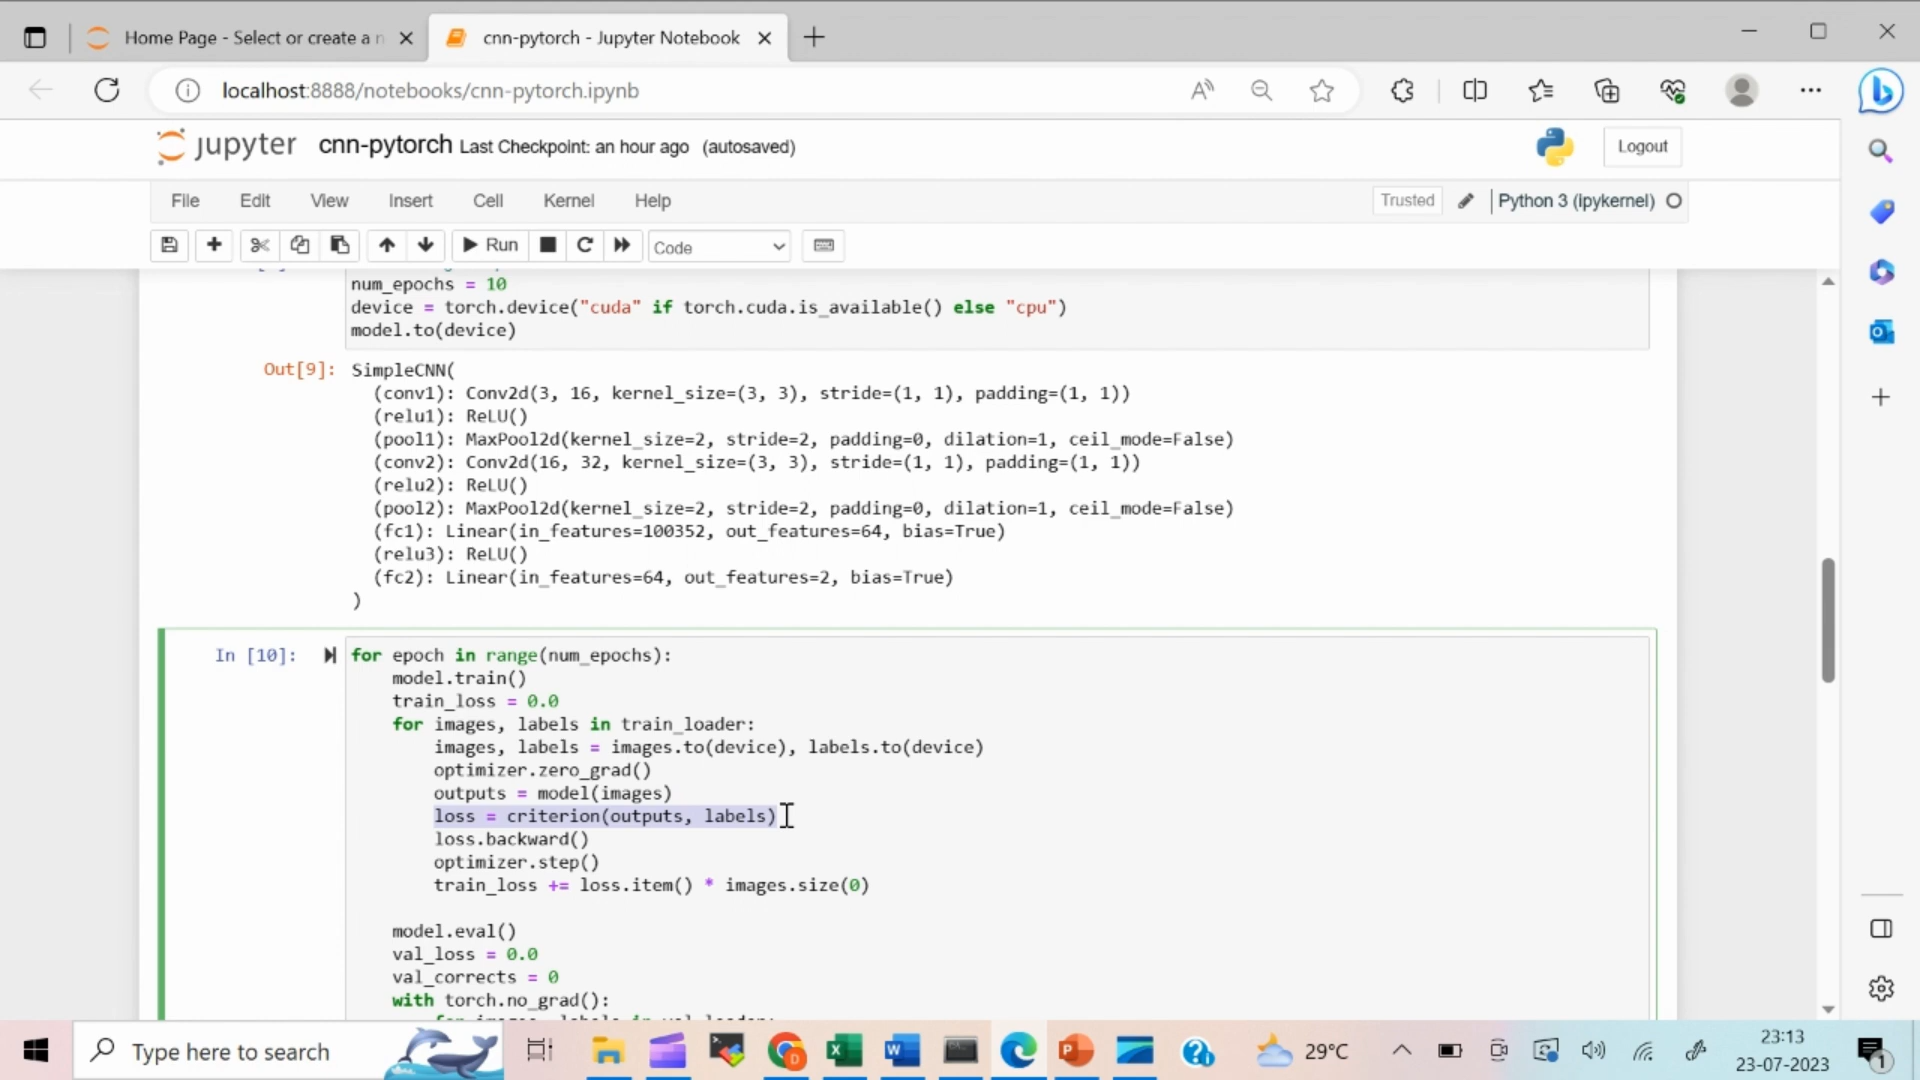 Home Page - Select or create a n
cnn-pytorch - Jupyter Notebook
localhost:8888/notebooks/cnn-pytorch.ipynb
jupyter cnn-pytorch Last Checkpoint: an hour ago (autosaved)
Logout
File Edit View Insert Cell Kernel Help
Trusted
Python 3 (ipykernel)
Run
Code
num_epochs = 10
device = torch.device("cuda" if torch.cuda.is_available() else "cpu")
model.to(device)
Out[9]: SimpleCNN(
(conv1): Conv2d(3, 16, kernel_size=(3, 3), stride=(1, 1), padding=(1, 1))
(relu1): ReLU()
(pool1): MaxPool2d(kernel_size=2, stride=2, padding=0, dilation=1, ceil_mode=False)
(conv2): Conv2d(16, 32, kernel_size=(3, 3), stride=(1, 1), padding=(1, 1))
(relu2): ReLU()
(pool2): MaxPool2d(kernel_size=2, stride=2, padding=0, dilation=1, ceil_mode=False)
(fc1): Linear(in_features=100352, out_features=64, bias=True)
(relu3): ReLU()
(fc2): Linear(in_features=64, out_features=2, bias=True)
)
In [10]: for epoch in range(num_epochs):
model.train()
train_loss = 0.0
for images, labels in train_loader:
images, labels = images.to(device), labels.to(device)
optimizer.zero_grad()
outputs = model(images)
loss = criterion(outputs, labels)
loss.backward()
optimizer.step()
train_loss += loss.item() * images.size(0)
model.eval()
val_loss = 0.0
val_corrects = 0
with torch.no_grad():
Type here to search
29°C
23:13
23-07-2023
1